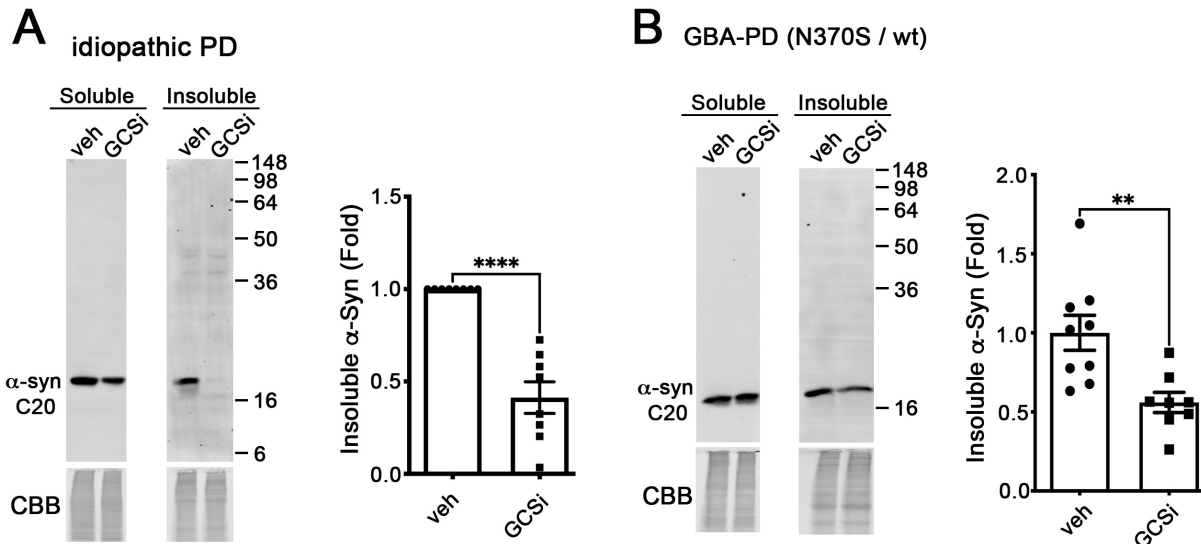 A
idiopathic PD
Soluble Insoluble
veh GCSi veh GCSi
148
98
64
50
36
16
6
α-syn
C20
CBB
Insoluble α-Syn (Fold)
1.5
1.0
0.5
0.0
****
veh GCSi
B
GBA-PD (N370S / wt)
Soluble Insoluble
veh GCSi veh GCSi
148
98
64
50
36
16
α-syn
C20
CBB
Insoluble α-Syn (Fold)
2.0
1.5
1.0
0.5
0.0
**
veh GCSi